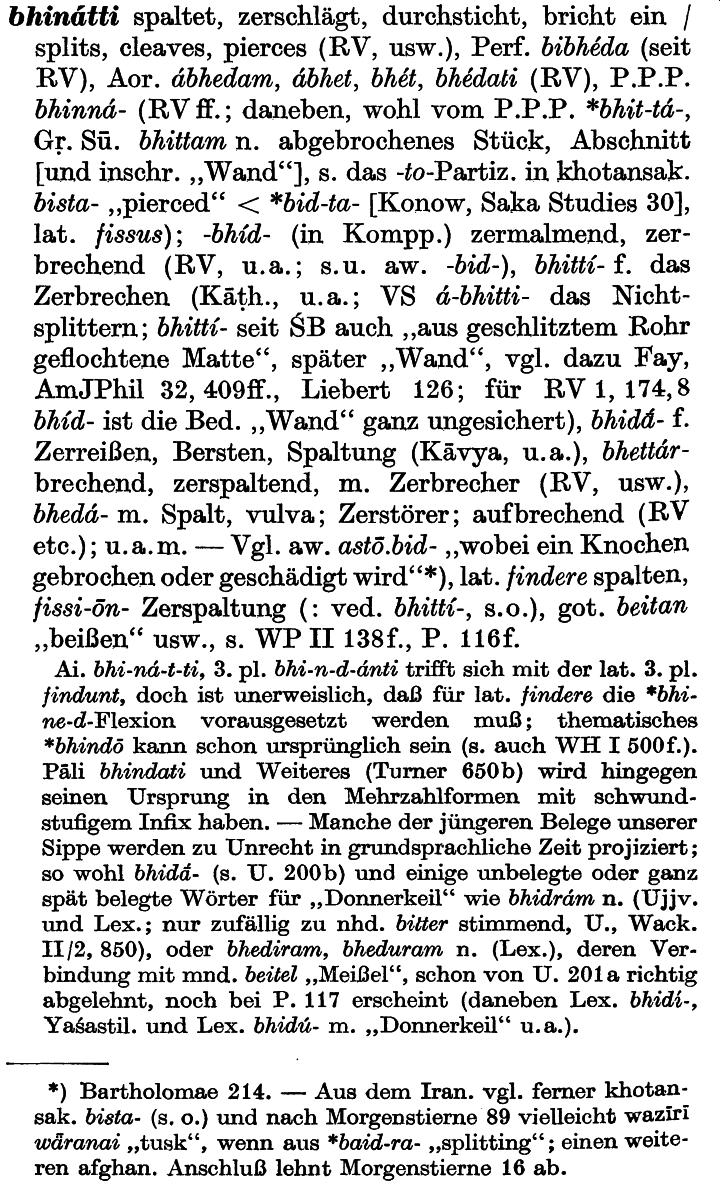 bhinátti spaltet, zerschlägt, durchsticht, bricht ein /
splits, cleaves, pierces (RV, usw.), Perf. bibhéda (seit
RV), Aor. ábhedam, ábhet, bhét, bhédati (RV), P.P.P.
bhinná- (RV ff.; daneben, wohl vom P.P.P. *bhit-tá-,
Gṛ. Sū. bhittam n. abgebrochenes Stück, Abschnitt
[und inschr. „Wand“], s. das -to-Partiz. in khotansak.
bista- „pierced“ < *bid-ta- [Konow, Saka Studies 30],
lat. fissus); -bhíd- (in Kompp.) zermalmend, zer-
brechend (RV, u.a.; s.u. aw. -bid-), bhittí- f. das
Zerbrechen (Kāṭh., u.a.; VS á-bhitti- das Nicht-
splittern; bhittí- seit ŚB auch „aus geschlitztem Rohr
geflochtene Matte“, später „Wand“, vgl. dazu Fay,
AmJPhil 32, 409ff., Liebert 126; für RV 1, 174, 8
bhíd- ist die Bed. „Wand“ ganz ungesichert), bhidā́- f.
Zerreißen, Bersten, Spaltung (Kāvya, u.a.), bhettár-
brechend, zerspaltend, m. Zerbrecher (RV, usw.),
bhedá- m. Spalt, vulva; Zerstörer; aufbrechend (RV
etc.); u.a.m. — Vgl. aw. astō.bid- „wobei ein Knochen
gebrochen oder geschädigt wird“*), lat. findere spalten,
fissi-ōn- Zerspaltung (: ved. bhittí-, s.o.), got. beitan
„beißen“ usw., s. WP II 138f., P. 116f.
Ai. bhi-ná-t-ti, 3. pl. bhi-n-d-ánti trifft sich mit der lat. 3. pl.
findunt, doch ist unerweislich, daß für lat. findere die *bhi-
ne-d-Flexion vorausgesetzt werden muß; thematisches
*bhindō kann schon ursprünglich sein (s. auch WH I 500f.).
Pāli bhindati und Weiteres (Turner 650b) wird hingegen
seinen Ursprung in den Mehrzahlformen mit schwund-
stufigem Infix haben. — Manche der jüngeren Belege unserer
Sippe werden zu Unrecht in grundsprachliche Zeit projiziert;
so wohl bhidā́- (s. U. 200b) und einige unbelegte oder ganz
spät belegte Wörter für „Donnerkeil“ wie bhidrám n. (Ujjv.
und Lex.; nur zufällig zu nhd. bitter stimmend, U., Wack.
II/2, 850), oder bhediram, bheduram n. (Lex.), deren Ver-
bindung mit mnd. beitel „Meißel“, schon von U. 201a richtig
abgelehnt, noch bei P. 117 erscheint (daneben Lex. bhidí-,
Yaśastil. und Lex. bhidú- m. „Donnerkeil“ u.a.).
*) Bartholomae 214. — Aus dem Iran. vgl. ferner khotan-
sak. bista- (s. o.) und nach Morgenstierne 89 vielleicht wazīrī
wāranai „tusk“, wenn aus *baid-ra- „splitting“; einen weite-
ren afghan. Anschluß lehnt Morgenstierne 16 ab.